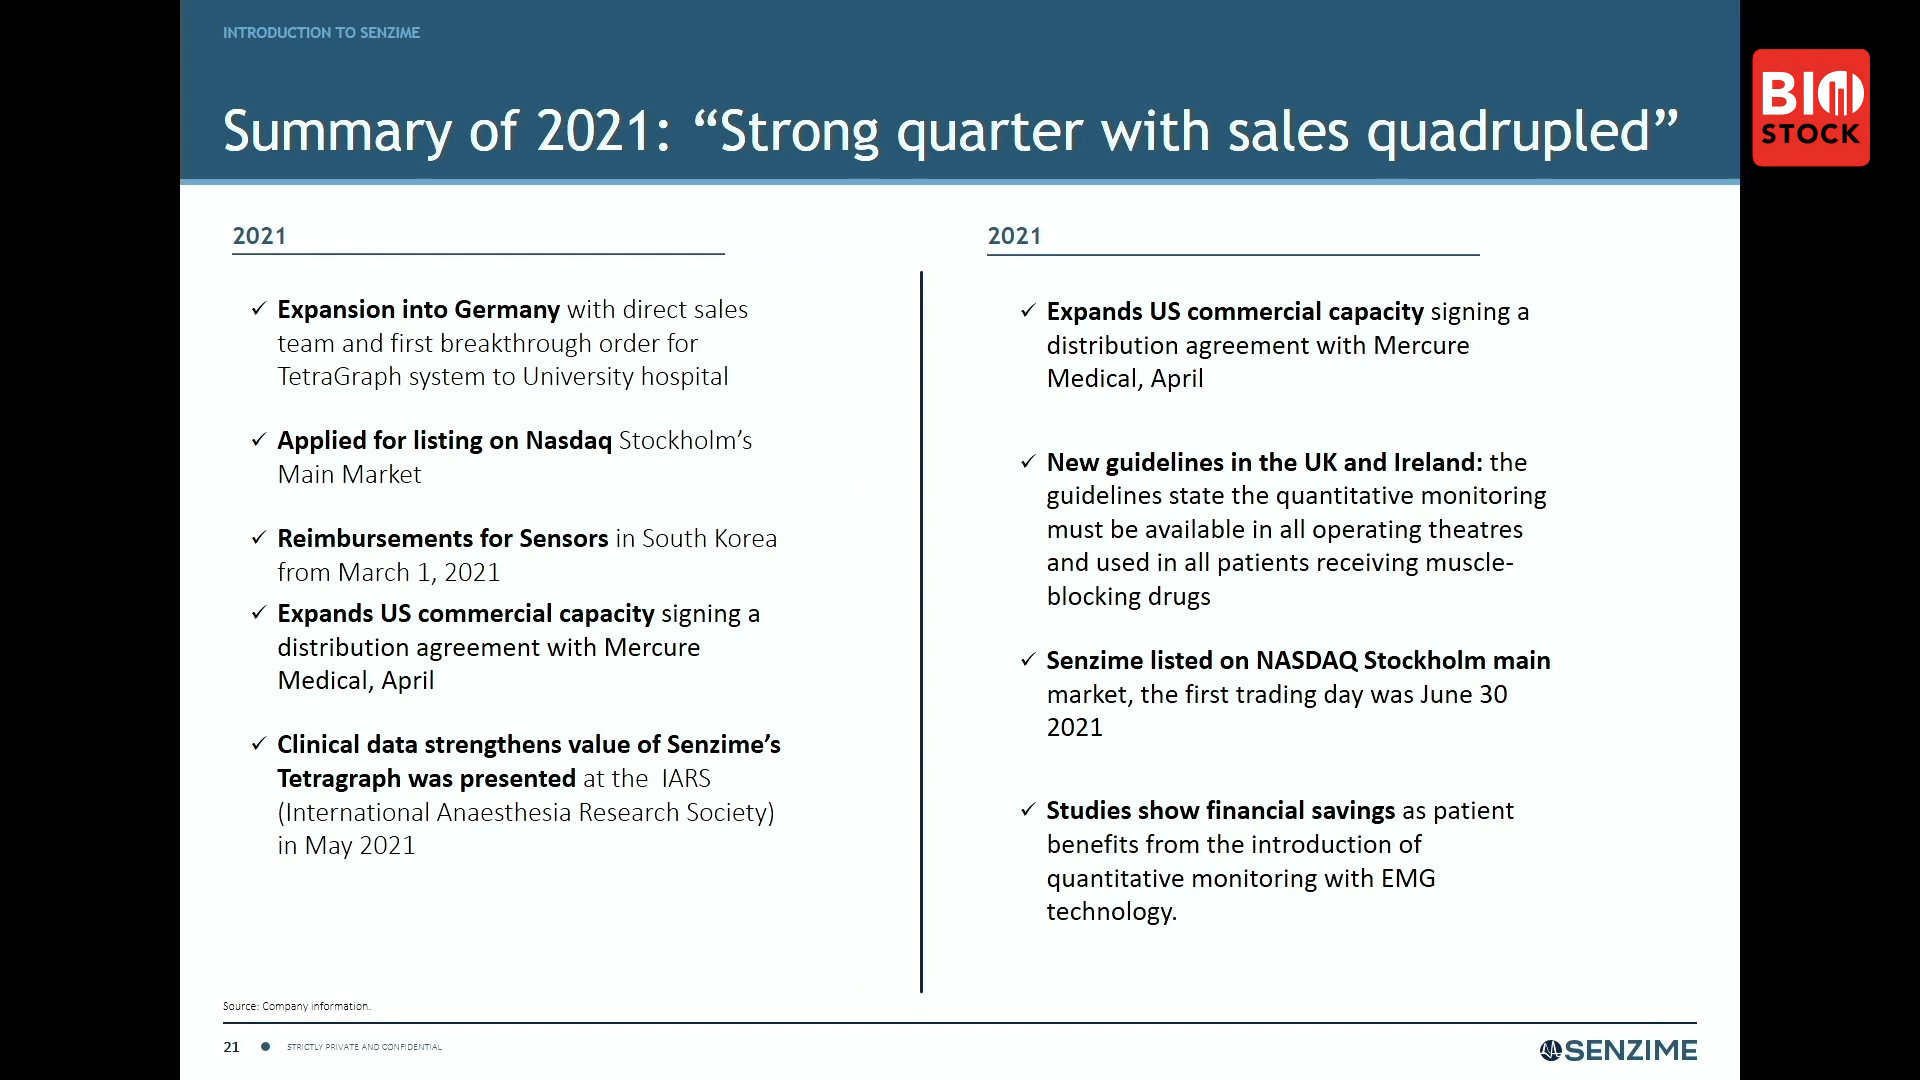 INTRODUCTION TO SENZIME
Summary of 2021: “Strong quarter with sales quadrupled”
BIO
STOCK
2021
✓ Expansion into Germany with direct sales
team and first breakthrough order for
TetraGraph system to University hospital
✓ Applied for listing on Nasdaq Stockholm’s
Main Market
✓ Reimbursements for Sensors in South Korea
from March 1, 2021
✓ Expands US commercial capacity signing a
distribution agreement with Mercure
Medical, April
✓ Clinical data strengthens value of Senzime’s
Tetragraph was presented at the IARS
(International Anaesthesia Research Society)
in May 2021
2021
✓ Expands US commercial capacity signing a
distribution agreement with Mercure
Medical, April
✓ New guidelines in the UK and Ireland: the
guidelines state the quantitative monitoring
must be available in all operating theatres
and used in all patients receiving muscle-
blocking drugs
✓ Senzime listed on NASDAQ Stockholm main
market, the first trading day was June 30
2021
✓ Studies show financial savings as patient
benefits from the introduction of
quantitative monitoring with EMG
technology.
Source: Company information.
21 ● STRICTLY PRIVATE AND CONFIDENTIAL
SENZIME